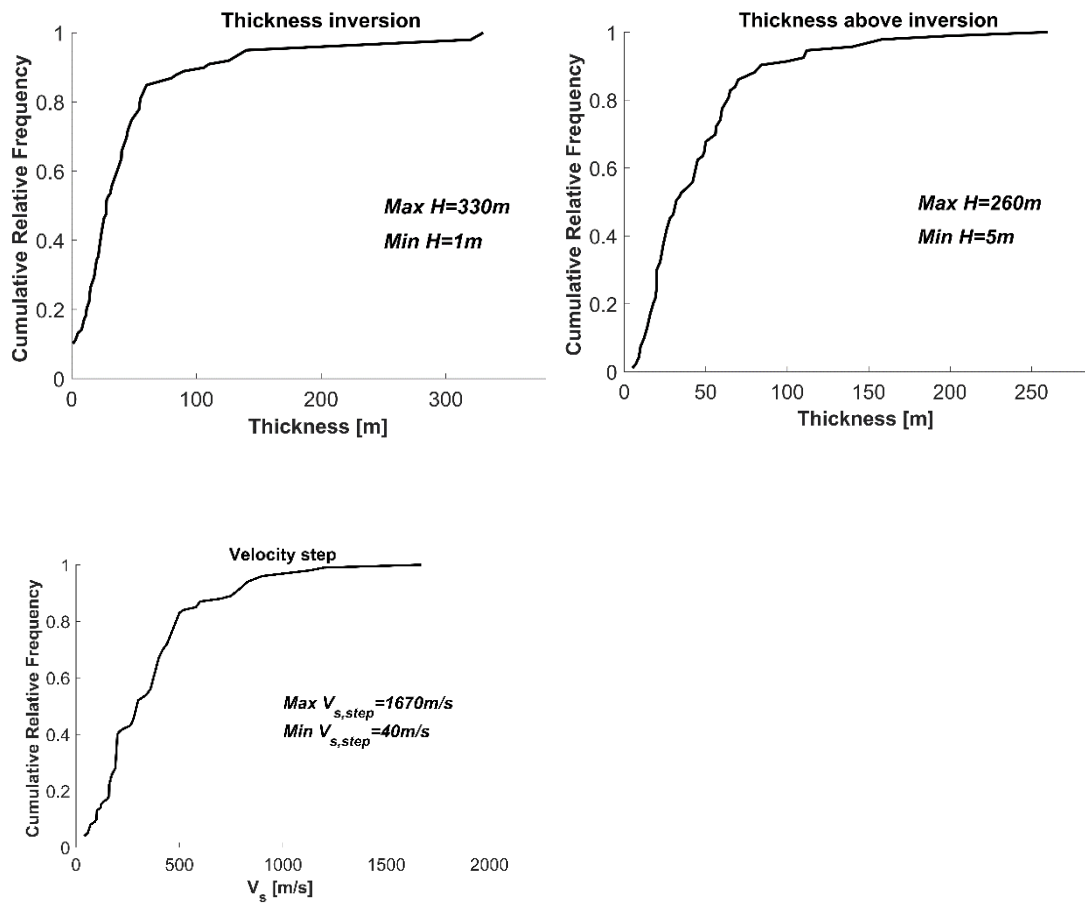 Thickness inversion
Cumulative Relative Frequency
1
0.8
0.6
0.4
0.2
0
Max H=330m
Min H=1m
0 100 200 300
Thickness [m]
Thickness above inversion
Cumulative Relative Frequency
1
0.8
0.6
0.4
0.2
0
Max H=260m
Min H=5m
0 50 100 150 200 250
Thickness [m]
Velocity step
Cumulative Relative Frequency
1
0.8
0.6
0.4
0.2
0
Max V_{s,step}=1670m/s
Min V_{s,step}=40m/s
0 500 1000 1500 2000
V_s [m/s]